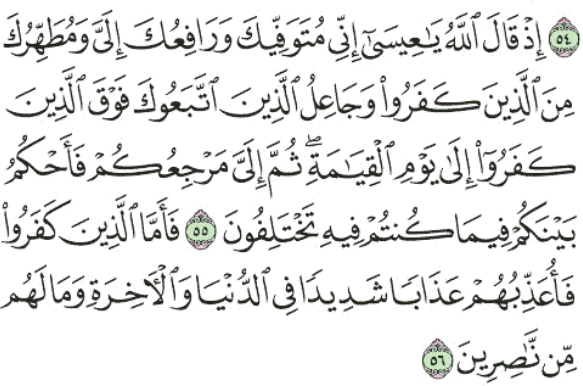 ﴿٥٤﴾ إِذْ قَالَ ٱللَّهُ يَٰعِيسَىٰٓ إِنِّى مُتَوَفِّيكَ وَرَافِعُكَ إِلَىَّ وَمُطَهِّرُكَ
مِنَ ٱلَّذِينَ كَفَرُوا۟ وَجَاعِلُ ٱلَّذِينَ ٱتَّبَعُوكَ فَوْقَ ٱلَّذِينَ
كَفَرُوٓا۟ إِلَىٰ يَوْمِ ٱلْقِيَٰمَةِ ۖ ثُمَّ إِلَىَّ مَرْجِعُكُمْ فَأَحْكُمُ
بَيْنَكُمْ فِيمَا كُنتُمْ فِيهِ تَخْتَلِفُونَ ﴿٥٥﴾ فَأَمَّا ٱلَّذِينَ كَفَرُوا۟
فَأُعَذِّبُهُمْ عَذَابًا شَدِيدًا فِى ٱلدُّنْيَا وَٱلْءَاخِرَةِ وَمَا لَهُم
مِّن نَّٰصِرِينَ ﴿٥٦﴾